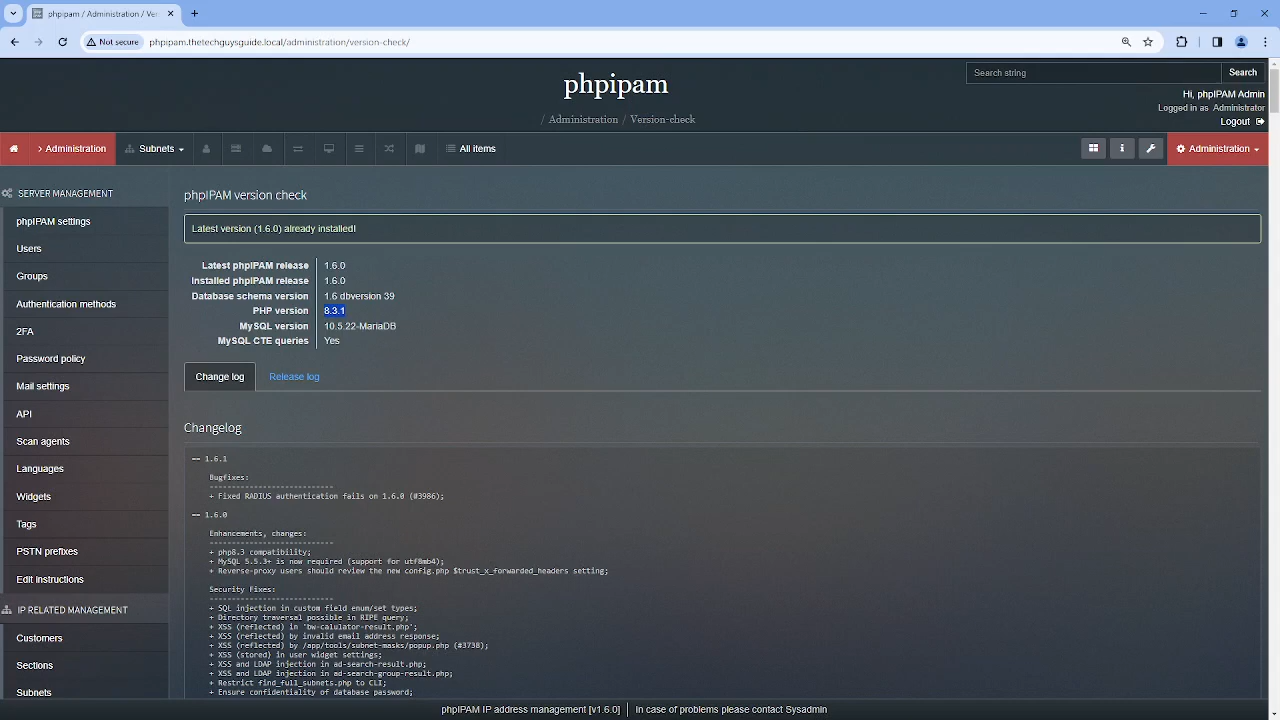 phpipam / Administration / Ve
Not secure
phpipam.thetechguysguide.local/administration/version-check/
phpipam
Search string
Search
Hi, phpIPAM Admin
Logged in as Administrator
Logout
/ Administration / Version-check
> Administration
Subnets
All items
Administration
SERVER MANAGEMENT
phpIPAM settings
Users
Groups
Authentication methods
2FA
Password policy
Mail settings
API
Scan agents
Languages
Widgets
Tags
PSTN prefixes
Edit instructions
IP RELATED MANAGEMENT
Customers
Sections
Subnets
phpIPAM version check
Latest version (1.6.0) already installed!
Latest phpIPAM release 1.6.0
Installed phpIPAM release 1.6.0
Database schema version 1.6 dbversion 39
PHP version 8.3.1
MySQL version 10.5.22-MariaDB
MySQL CTE queries Yes
Change log
Release log
Changelog
== 1.6.1
Bugfixes:
----------------------------
+ Fixed RADIUS authentication fails on 1.6.0 (#3986);
== 1.6.0
Enhancements, changes:
----------------------------
+ php8.3 compatibility;
+ MySQL 5.5.3+ is now required (support for utf8mb4);
+ Reverse-proxy users should review the new config.php $trust_x_forwarded_headers setting;
Security Fixes:
----------------------------
+ SQL injection in custom field enum/set types;
+ Directory traversal possible in RIPE query;
+ XSS (reflected) in 'bw-calulator-result.php';
+ XSS (reflected) by invalid email address response;
+ XSS (reflected) by /app/tools/subnet-masks/popup.php (#3738);
+ XSS (stored) in user widget settings;
+ XSS and LDAP injection in ad-search-result.php;
+ XSS and LDAP injection in ad-search-group-result.php;
+ Restrict find_full_subnets.php to CLI;
+ Ensure confidentiality of database password;
phpIPAM IP address management [v1.6.0]
In case of problems please contact Sysadmin